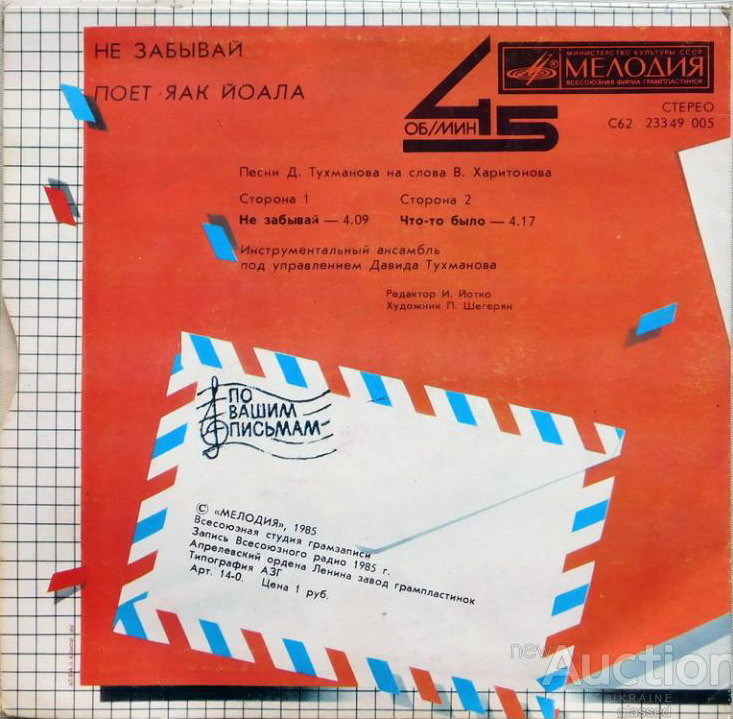 НЕ ЗАБЫВАЙ
ПОЕТ ЯАК ЙОАЛА
45
ОБ/МИН
МИНИСТЕРСТВО КУЛЬТУРЫ СССР
МЕЛОДИЯ
ВСЕСОЮЗНАЯ ФИРМА ГРАМПЛАСТИНОК
СТЕРЕО
С62 23349 005
Песни Д. Тухманова на слова В. Харитонова
Сторона 1
Не забывай — 4.09
Сторона 2
Что-то было — 4.17
Инструментальный ансамбль
под управлением Давида Тухманова
Редактор И. Йотко
Художник П. Шегерян
ПО
ВАШИМ
ПИСЬМАМ
© «МЕЛОДИЯ», 1985
Всесоюзная студия грамзаписи
Запись Всесоюзного радио 1985 г.
Апрелевский ордена Ленина завод грампластинок
Типография АЗГ
Арт. 14-0. Цена 1 руб.
newAuction
UKRAINE